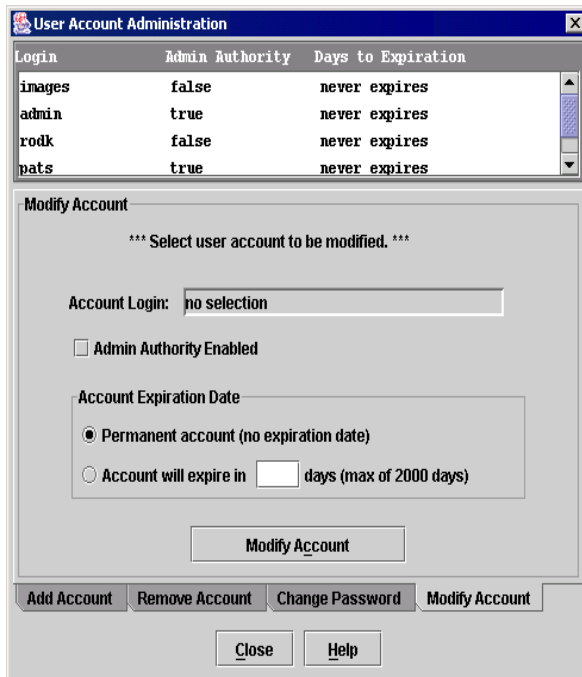 User Account Administration
Login Admin Authority Days to Expiration
images false never expires
admin true never expires
rodk false never expires
pats true never expires
Modify Account
*** Select user account to be modified. ***
Account Login: no selection
Admin Authority Enabled
Account Expiration Date
Permanent account (no expiration date)
Account will expire in days (max of 2000 days)
Modify Account
Add Account Remove Account Change Password Modify Account
Close Help